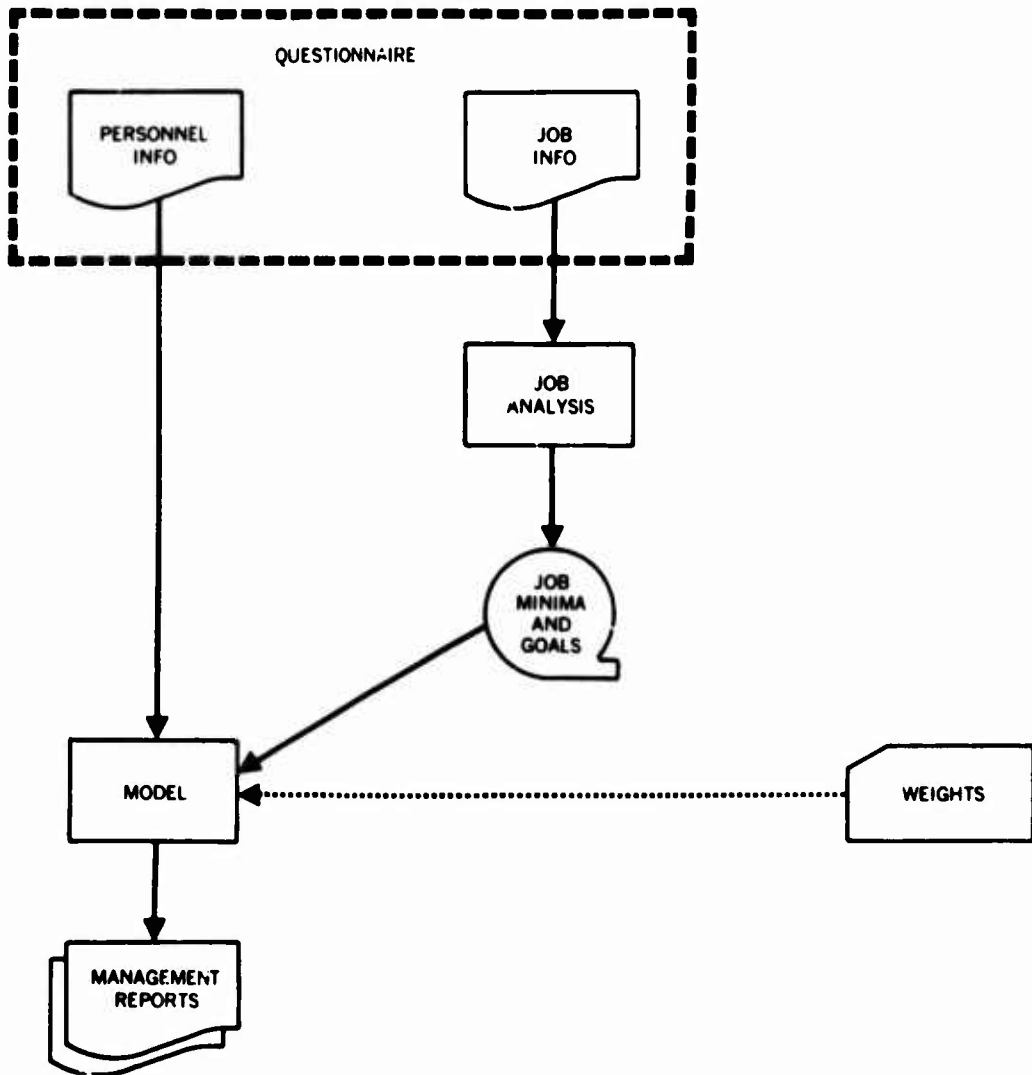 QUESTIONNAIRE
PERSONNEL
INFO
JOB
INFO
JOB
ANALYSIS
JOB
MINIMA
AND
GOALS
MODEL
WEIGHTS
MANAGEMENT
REPORTS